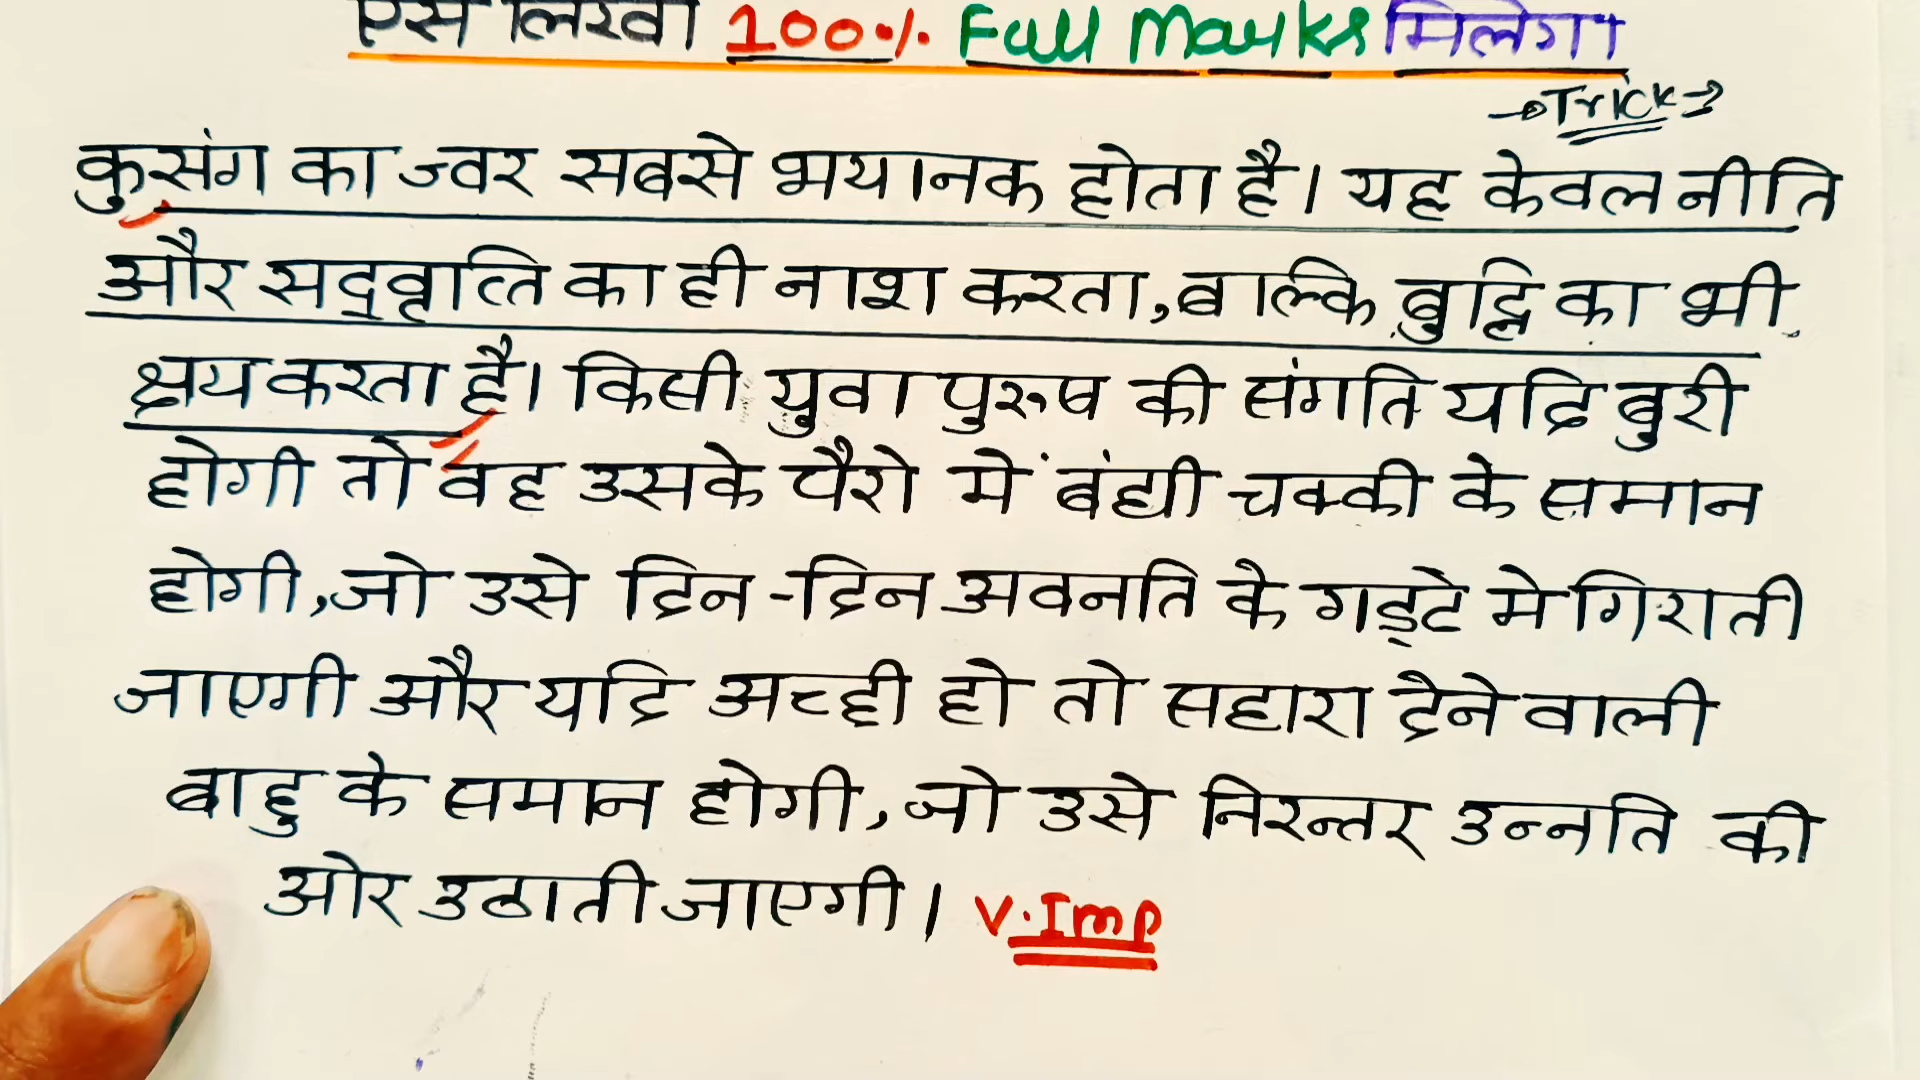 एसे लिखो 100% Full Marks मिलेगा
→Trick→
कुसंग का ज्वर सबसे भयानक होता है। यह केवल नीति
और सद्वृत्ति का ही नाश करता, बल्कि बुद्धि का भी
क्षय करता है। किसी युवा पुरुष की संगति यदि बुरी
होगी तो वह उसके पैरो में बंधी चक्की के समान
होगी, जो उसे दिन-दिन अवनति के गड्टे मे गिराती
जाएगी और यदि अच्छी हो तो सहारा देने वाली
बाहु के समान होगी, जो उसे निरन्तर उन्नति की
ओर उठाती जाएगी। V. Imp